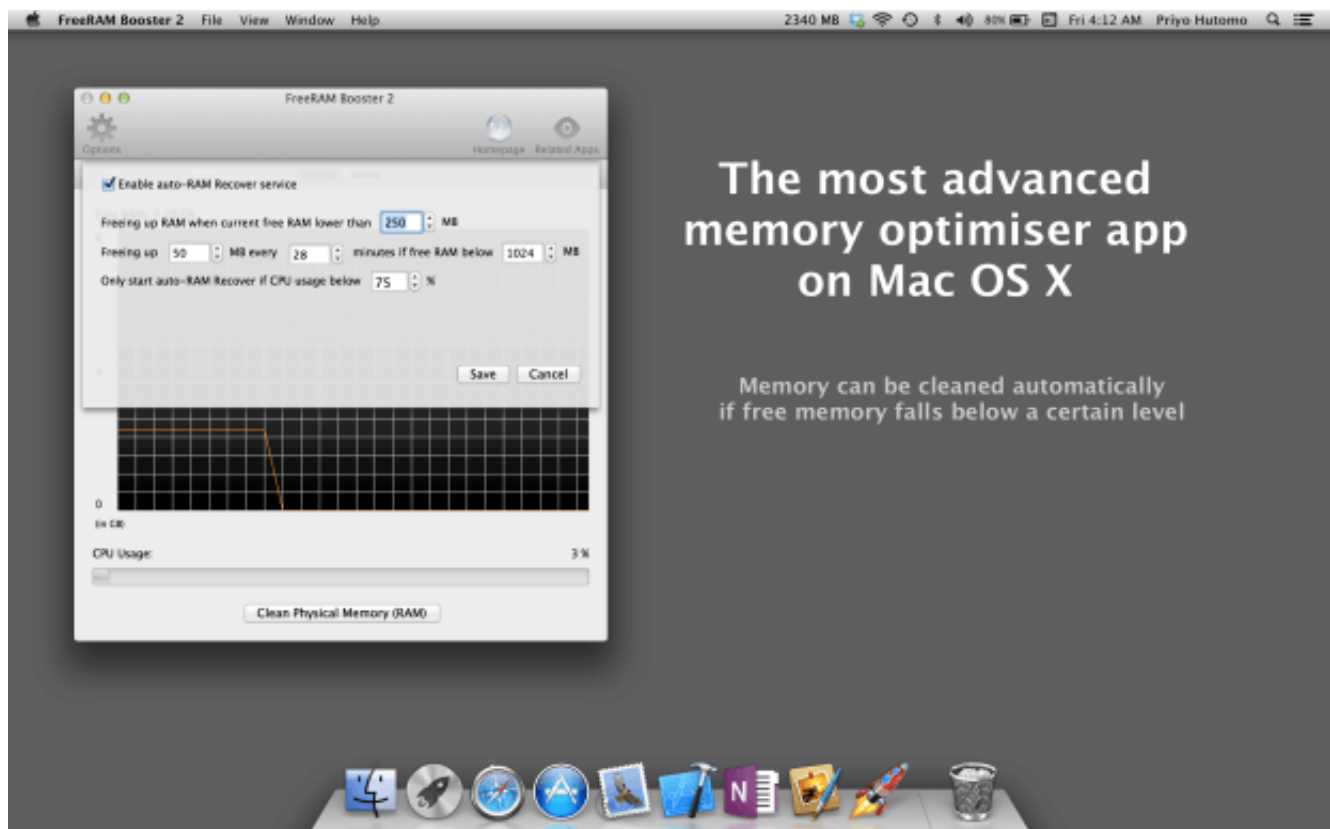 FreeRAM Booster 2 File View Window Help 2340 MB 80% Fri 4:12 AM Priyo Hutomo
FreeRAM Booster 2
Options Homepage Related Apps
Enable auto-RAM Recover service
Freeing up RAM when current free RAM lower than 250 MB
Freeing up 50 MB every 28 minutes if free RAM below 1024 MB
Only start auto-RAM Recover if CPU usage below 75 %
Save Cancel
0
(in GB)
CPU Usage: 3 %
Clean Physical Memory (RAM)
The most advanced
memory optimiser app
on Mac OS X
Memory can be cleaned automatically
if free memory falls below a certain level
N